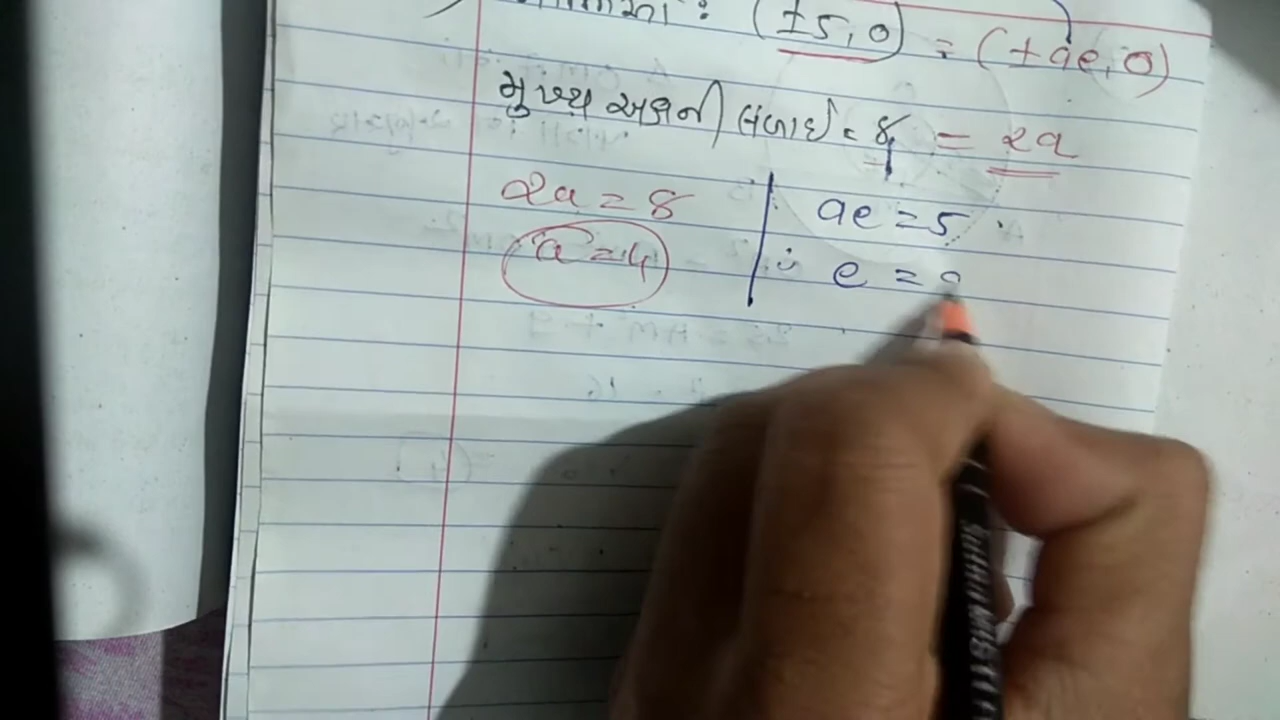 (±5, 0) = (±ae, 0)
મુખ્ય અક્ષની લંબાઈ = 8 = 2a
2a = 8 ae = 5
a = 4 ∴ e =